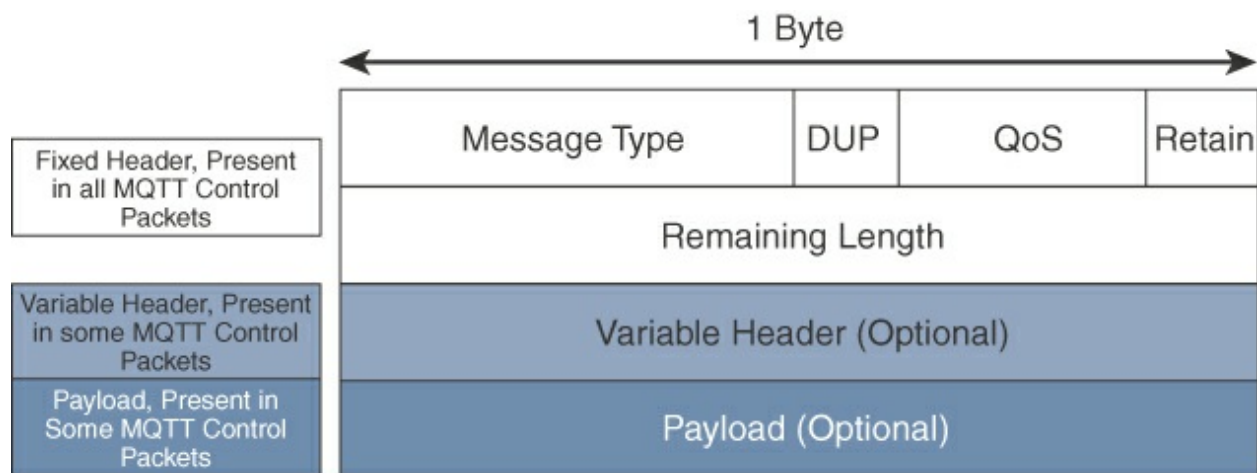 1 Byte
Message Type DUP QoS Retain
Fixed Header, Present
in all MQTT Control
Packets
Remaining Length
Variable Header, Present
in some MQTT Control
Packets
Variable Header (Optional)
Payload, Present in
Some MQTT Control
Packets
Payload (Optional)